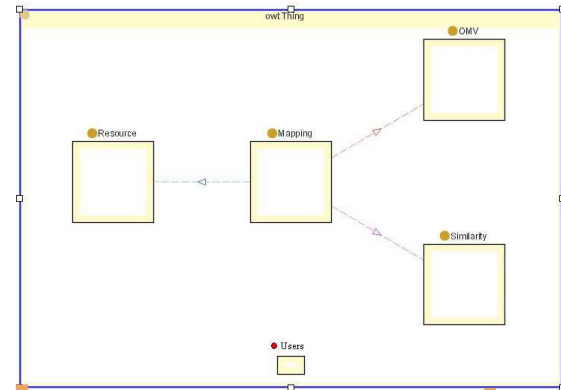 owl:Thing
OMV
Resource
Mapping
Similarity
Users